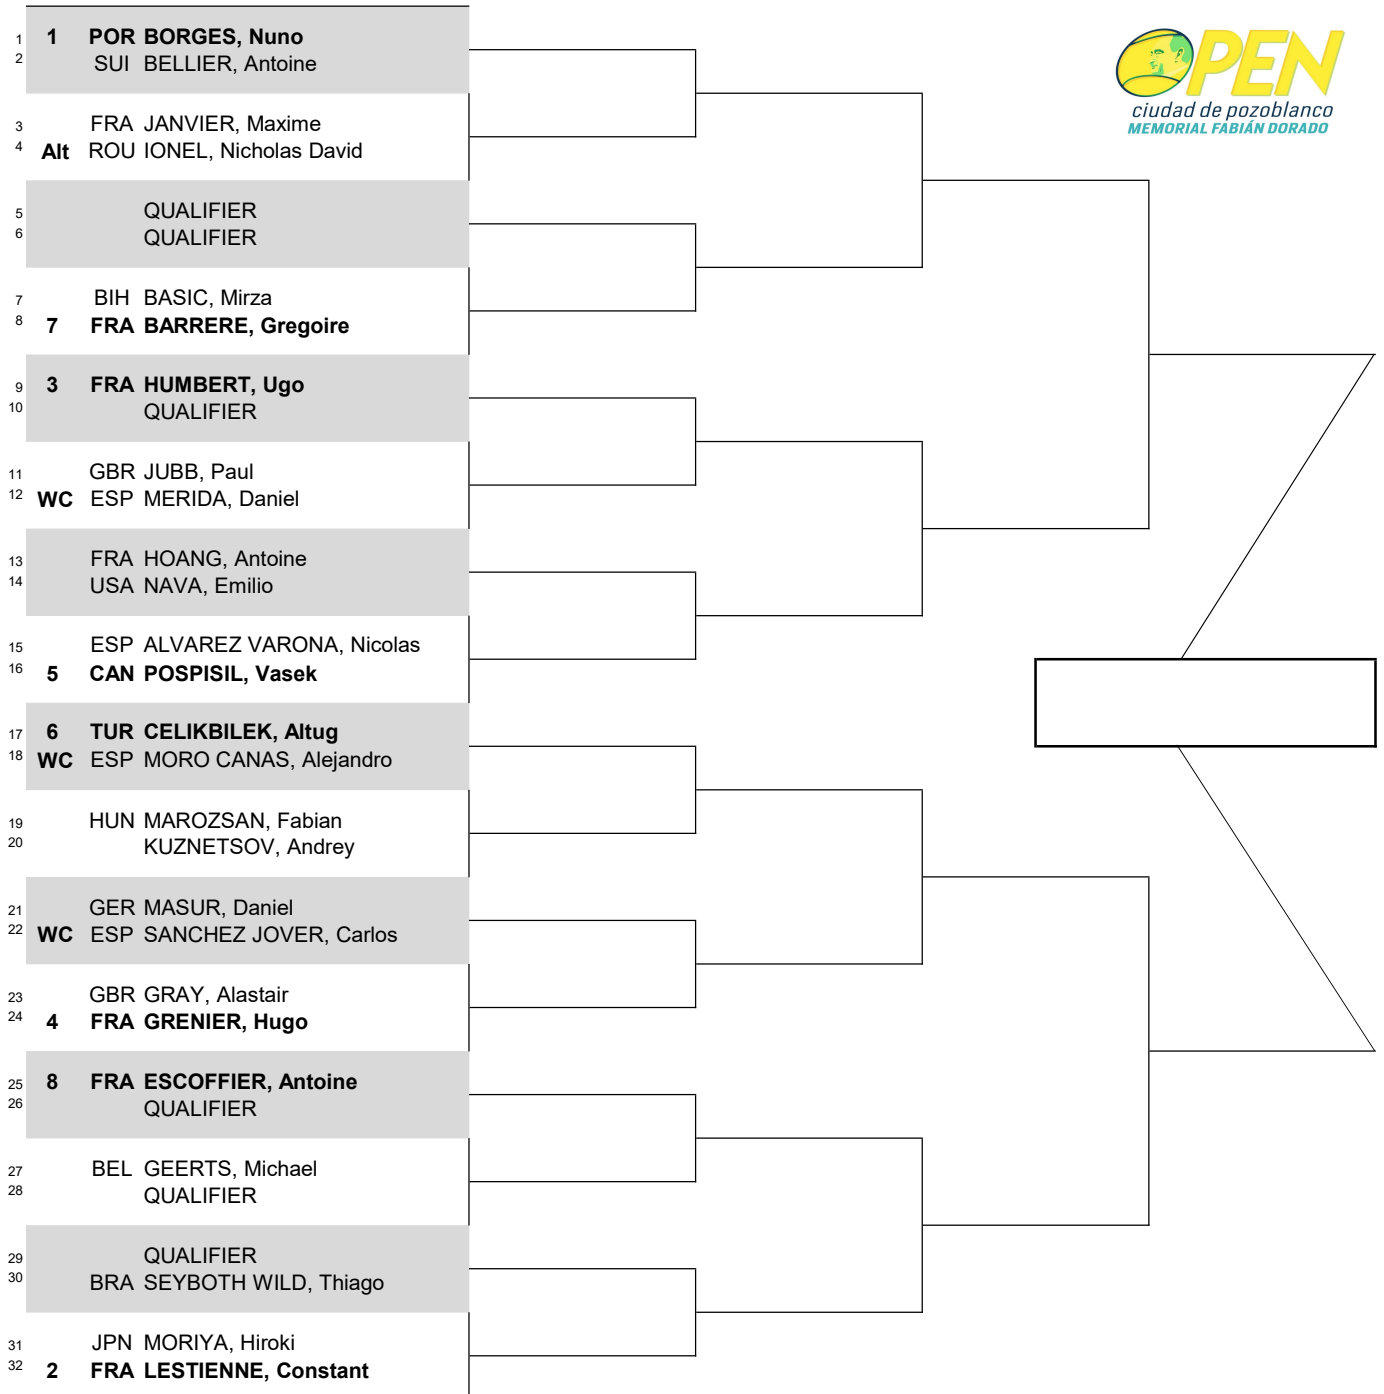 1 1 POR BORGES, Nuno
2 SUI BELLIER, Antoine
OPEN
ciudad de pozoblanco
MEMORIAL FABIÁN DORADO
3 FRA JANVIER, Maxime
4 Alt ROU IONEL, Nicholas David
5 QUALIFIER
6 QUALIFIER
7 BIH BASIC, Mirza
8 7 FRA BARRERE, Gregoire
9 3 FRA HUMBERT, Ugo
10 QUALIFIER
11 GBR JUBB, Paul
12 WC ESP MERIDA, Daniel
13 FRA HOANG, Antoine
14 USA NAVA, Emilio
15 ESP ALVAREZ VARONA, Nicolas
16 5 CAN POSPISIL, Vasek
17 6 TUR CELIKBILEK, Altug
18 WC ESP MORO CANAS, Alejandro
19 HUN MAROZSAN, Fabian
20 KUZNETSOV, Andrey
21 GER MASUR, Daniel
22 WC ESP SANCHEZ JOVER, Carlos
23 GBR GRAY, Alastair
24 4 FRA GRENIER, Hugo
25 8 FRA ESCOFFIER, Antoine
26 QUALIFIER
27 BEL GEERTS, Michael
28 QUALIFIER
29 QUALIFIER
30 BRA SEYBOTH WILD, Thiago
31 JPN MORIYA, Hiroki
32 2 FRA LESTIENNE, Constant